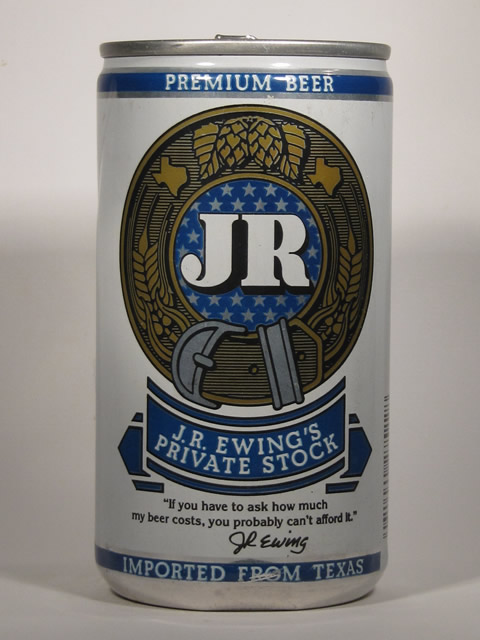 PREMIUM BEER
JR
J.R. EWING'S
PRIVATE STOCK
"If you have to ask how much
my beer costs, you probably can't afford it."
JR Ewing
IMPORTED FROM TEXAS